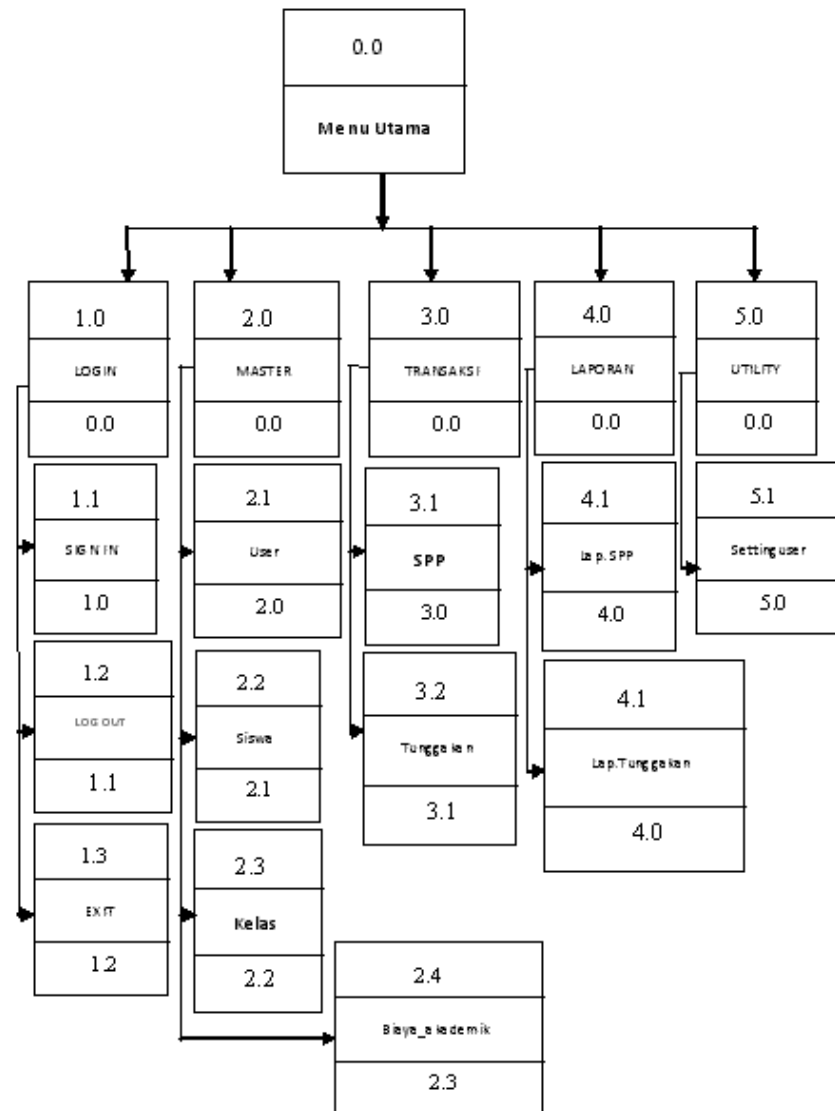 0.0
Menu Utama
1.0
LOGIN
0.0
2.0
MASTER
0.0
3.0
TRANSAKSI
0.0
4.0
LAPORAN
0.0
5.0
UTILITY
0.0
1.1
SIGN IN
1.0
2.1
User
2.0
3.1
SPP
3.0
4.1
Lap.SPP
4.0
5.1
Setting user
5.0
1.2
LOG OUT
1.1
2.2
Siswa
2.1
3.2
Tunggakan
3.1
4.1
Lap.Tunggakan
4.0
1.3
EXIT
1.2
2.3
Kelas
2.2
2.4
Biaya_akademik
2.3